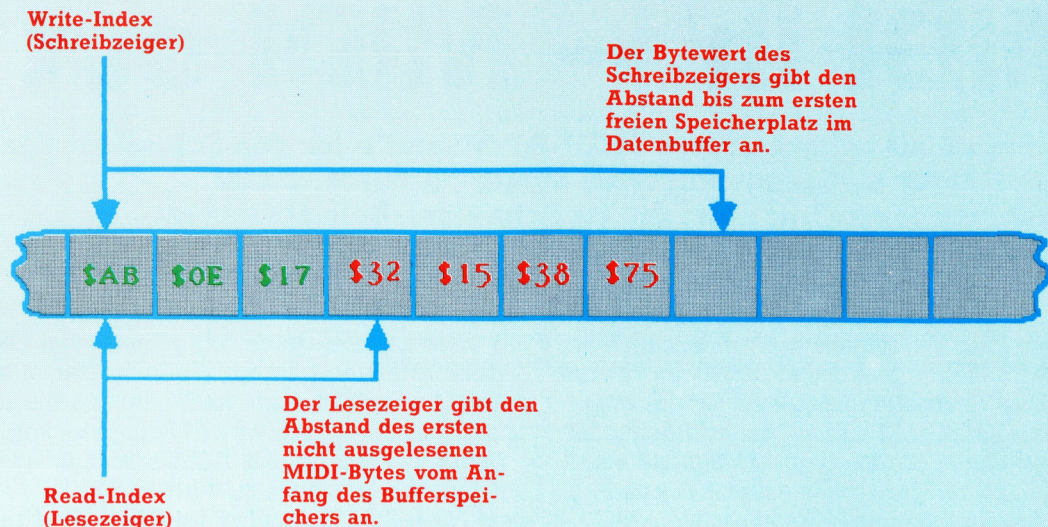 Write-Index
(Schreibzeiger)
Der Bytewert des
Schreibzeigers gibt den
Abstand bis zum ersten
freien Speicherplatz im
Datenbuffer an.
$AB $0E $17 $32 $15 $38 $75
Der Lesezeiger gibt den
Abstand des ersten
nicht ausgelesenen
MIDI-Bytes vom An-
fang des Bufferspei-
chers an.
Read-Index
(Lesezeiger)